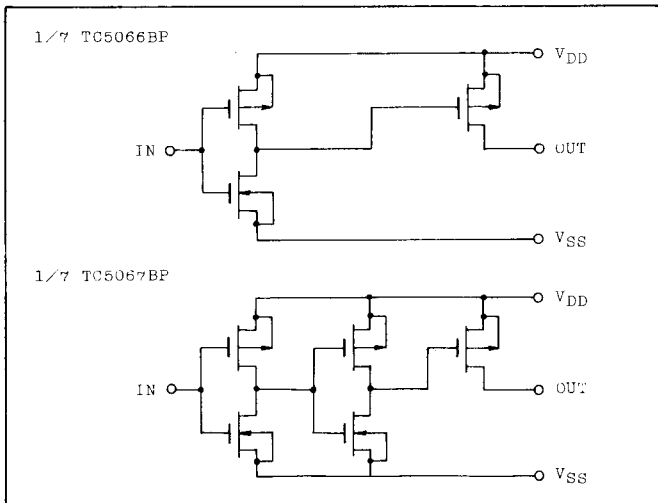 1/7 TC5066BP
VDD
IN
OUT
VSS
1/7 TC5067BP
VDD
IN
OUT
VSS